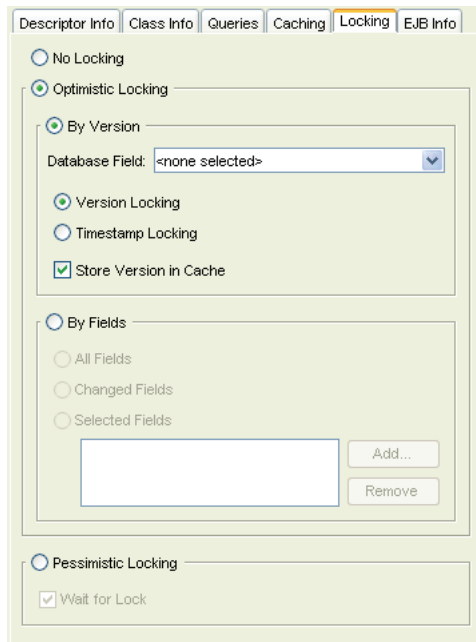 Descriptor Info Class Info Queries Caching Locking EJB Info
No Locking
Optimistic Locking
By Version
Database Field: <none selected>
Version Locking
Timestamp Locking
Store Version in Cache
By Fields
All Fields
Changed Fields
Selected Fields
Add...
Remove
Pessimistic Locking
Wait for Lock